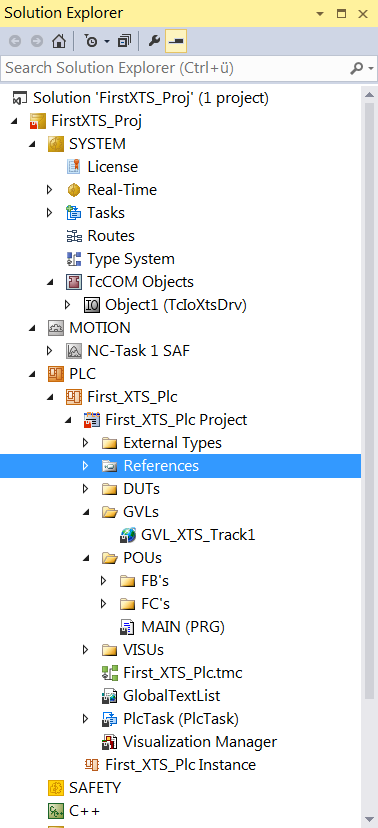 Solution Explorer
Search Solution Explorer (Ctrl+ü)
Solution 'FirstXTS_Proj' (1 project)
FirstXTS_Proj
SYSTEM
License
Real-Time
Tasks
Routes
Type System
TcCOM Objects
Object1 (TcIoXtsDrv)
MOTION
NC-Task 1 SAF
PLC
First_XTS_Plc
First_XTS_Plc Project
External Types
References
DUTs
GVLs
GVL_XTS_Track1
POUs
FB's
FC's
MAIN (PRG)
VISUs
First_XTS_Plc.tmc
GlobalTextList
PlcTask (PlcTask)
Visualization Manager
First_XTS_Plc Instance
SAFETY
C++